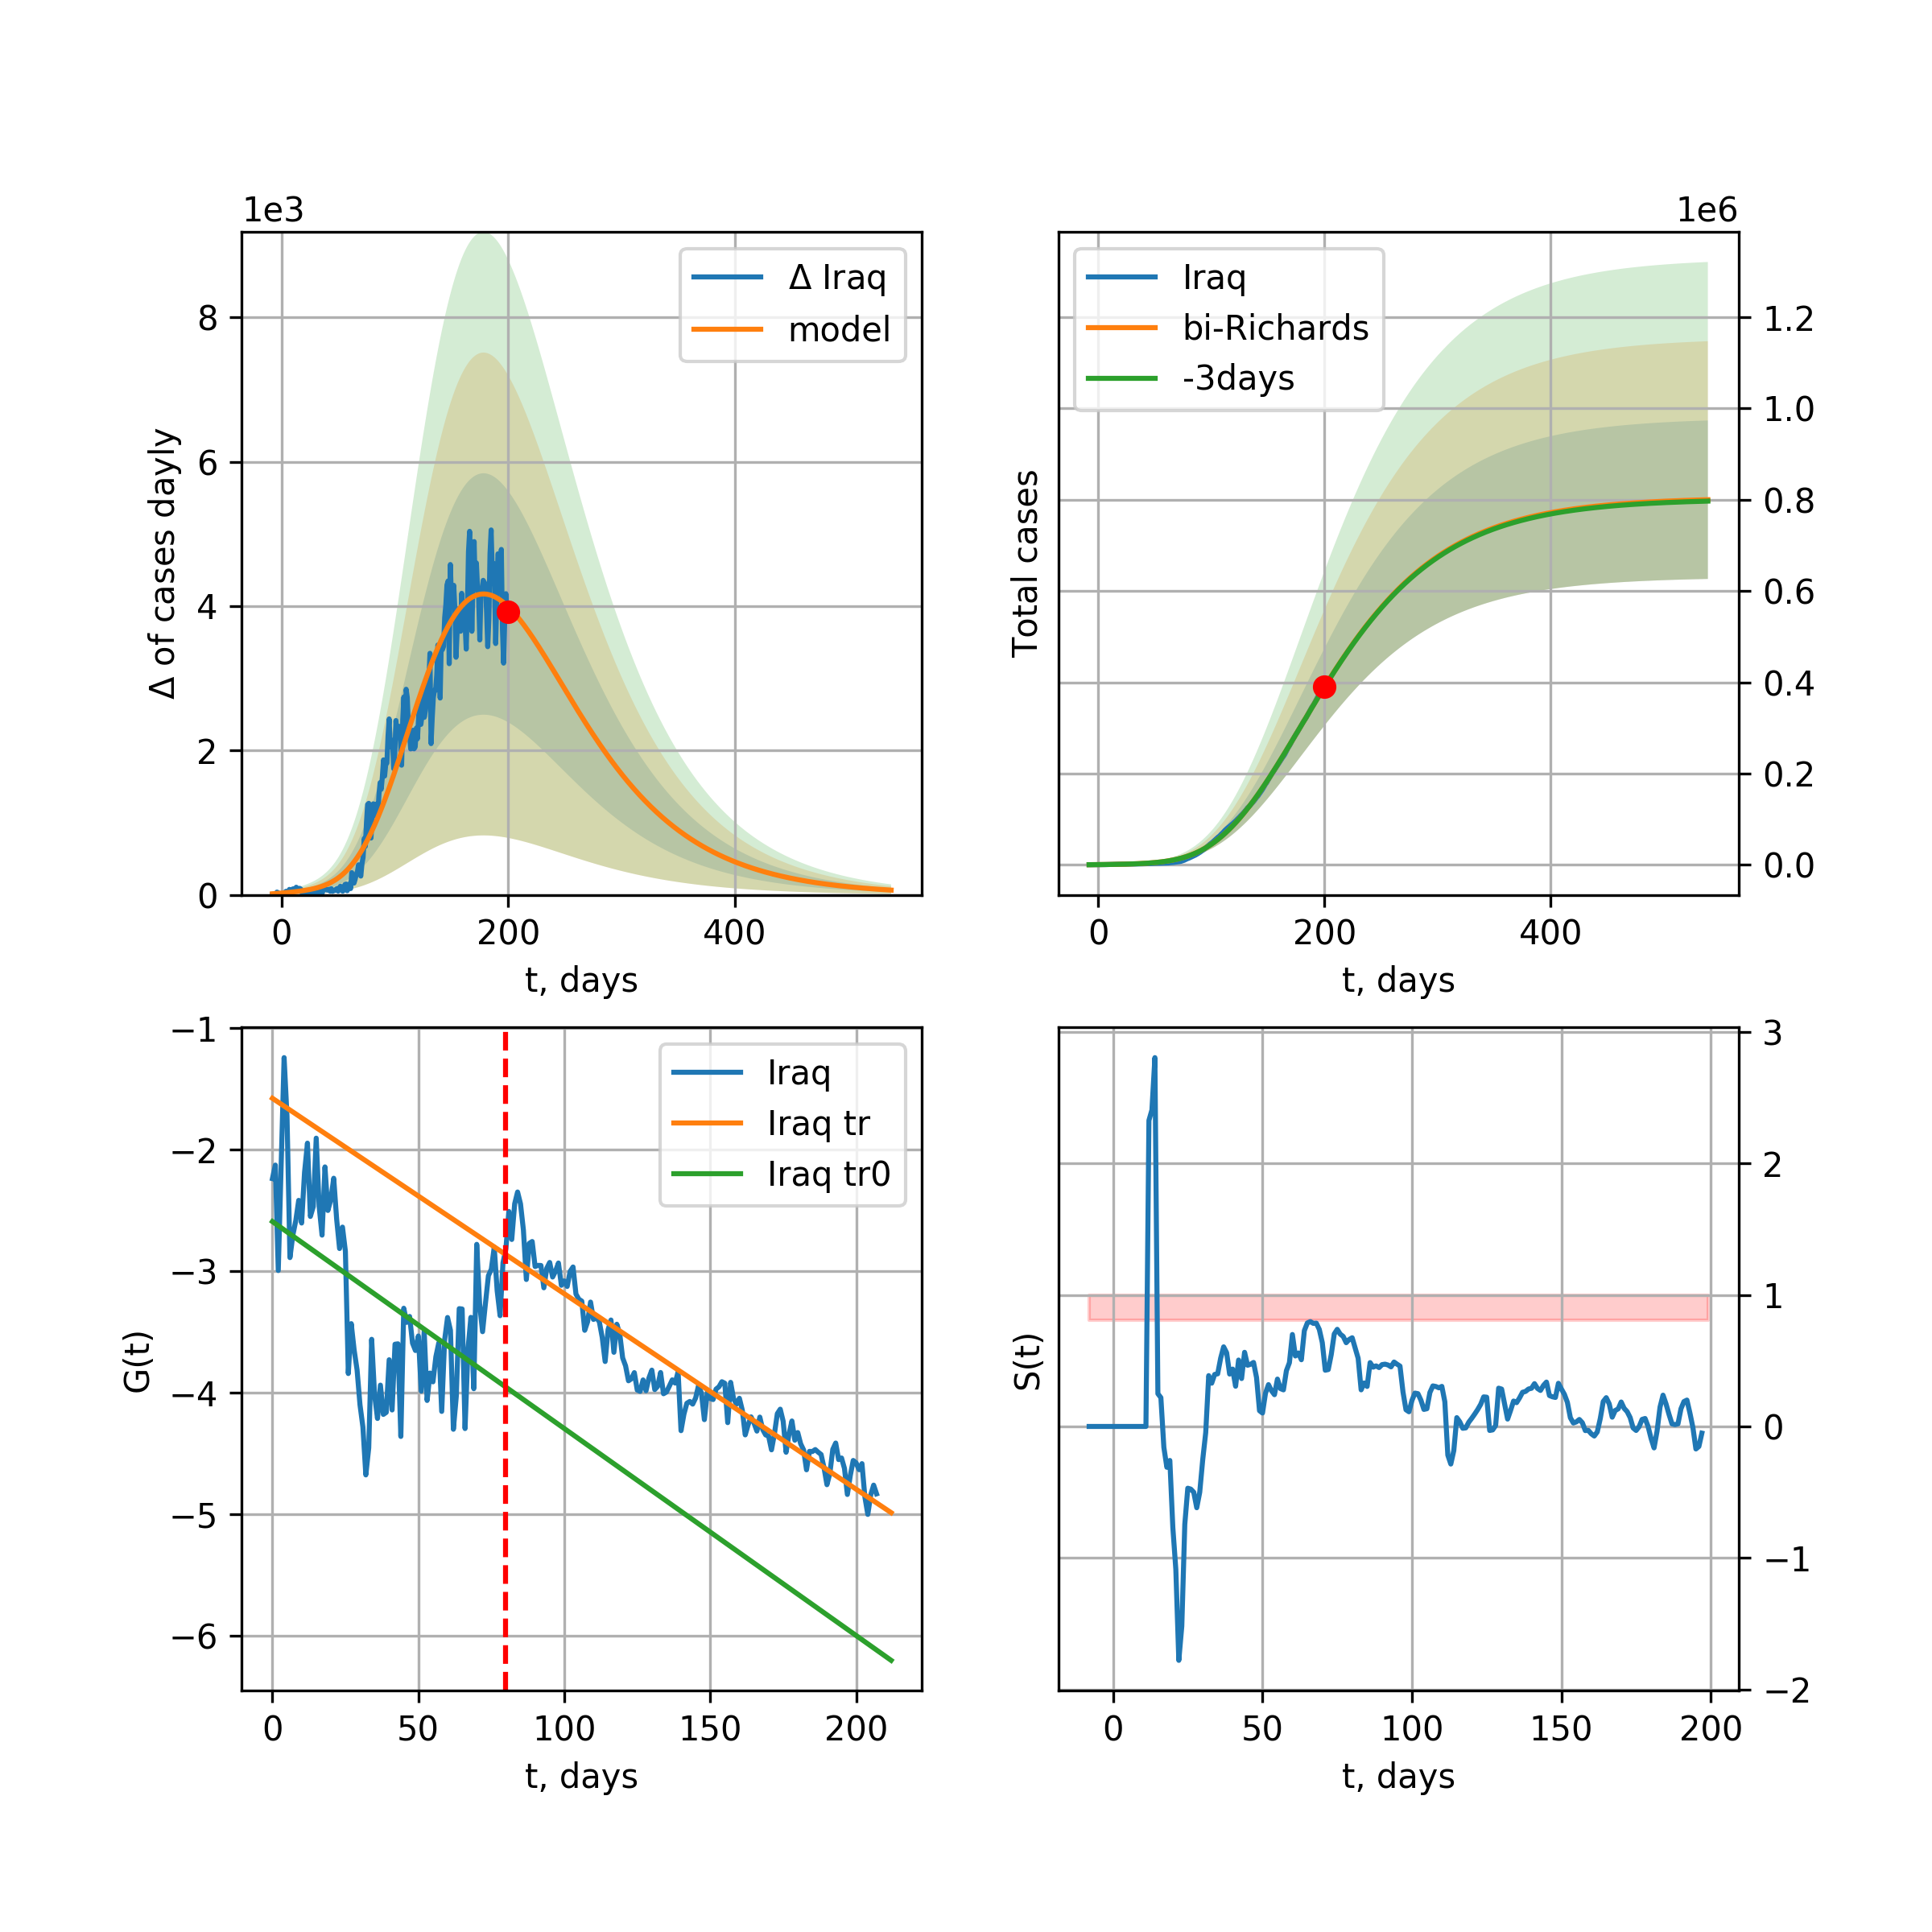 1e3
Δ of cases dayly
8
6
4
2
0
Δ Iraq
model
0 200 400
t, days
1e6
Total cases
Iraq
bi-Richards
-3days
1.2
1.0
0.8
0.6
0.4
0.2
0.0
0 200 400
t, days
G(t)
−1
−2
−3
−4
−5
−6
Iraq
Iraq tr
Iraq tr0
0 50 100 150 200
t, days
S(t)
3
2
1
0
−1
−2
0 50 100 150 200
t, days